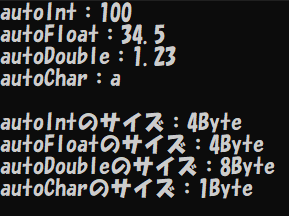 autoInt：100
autoFloat：34.5
autoDouble：1.23
autoChar：a

autoIntのサイズ：4Byte
autoFloatのサイズ：4Byte
autoDoubleのサイズ：8Byte
autoCharのサイズ：1Byte